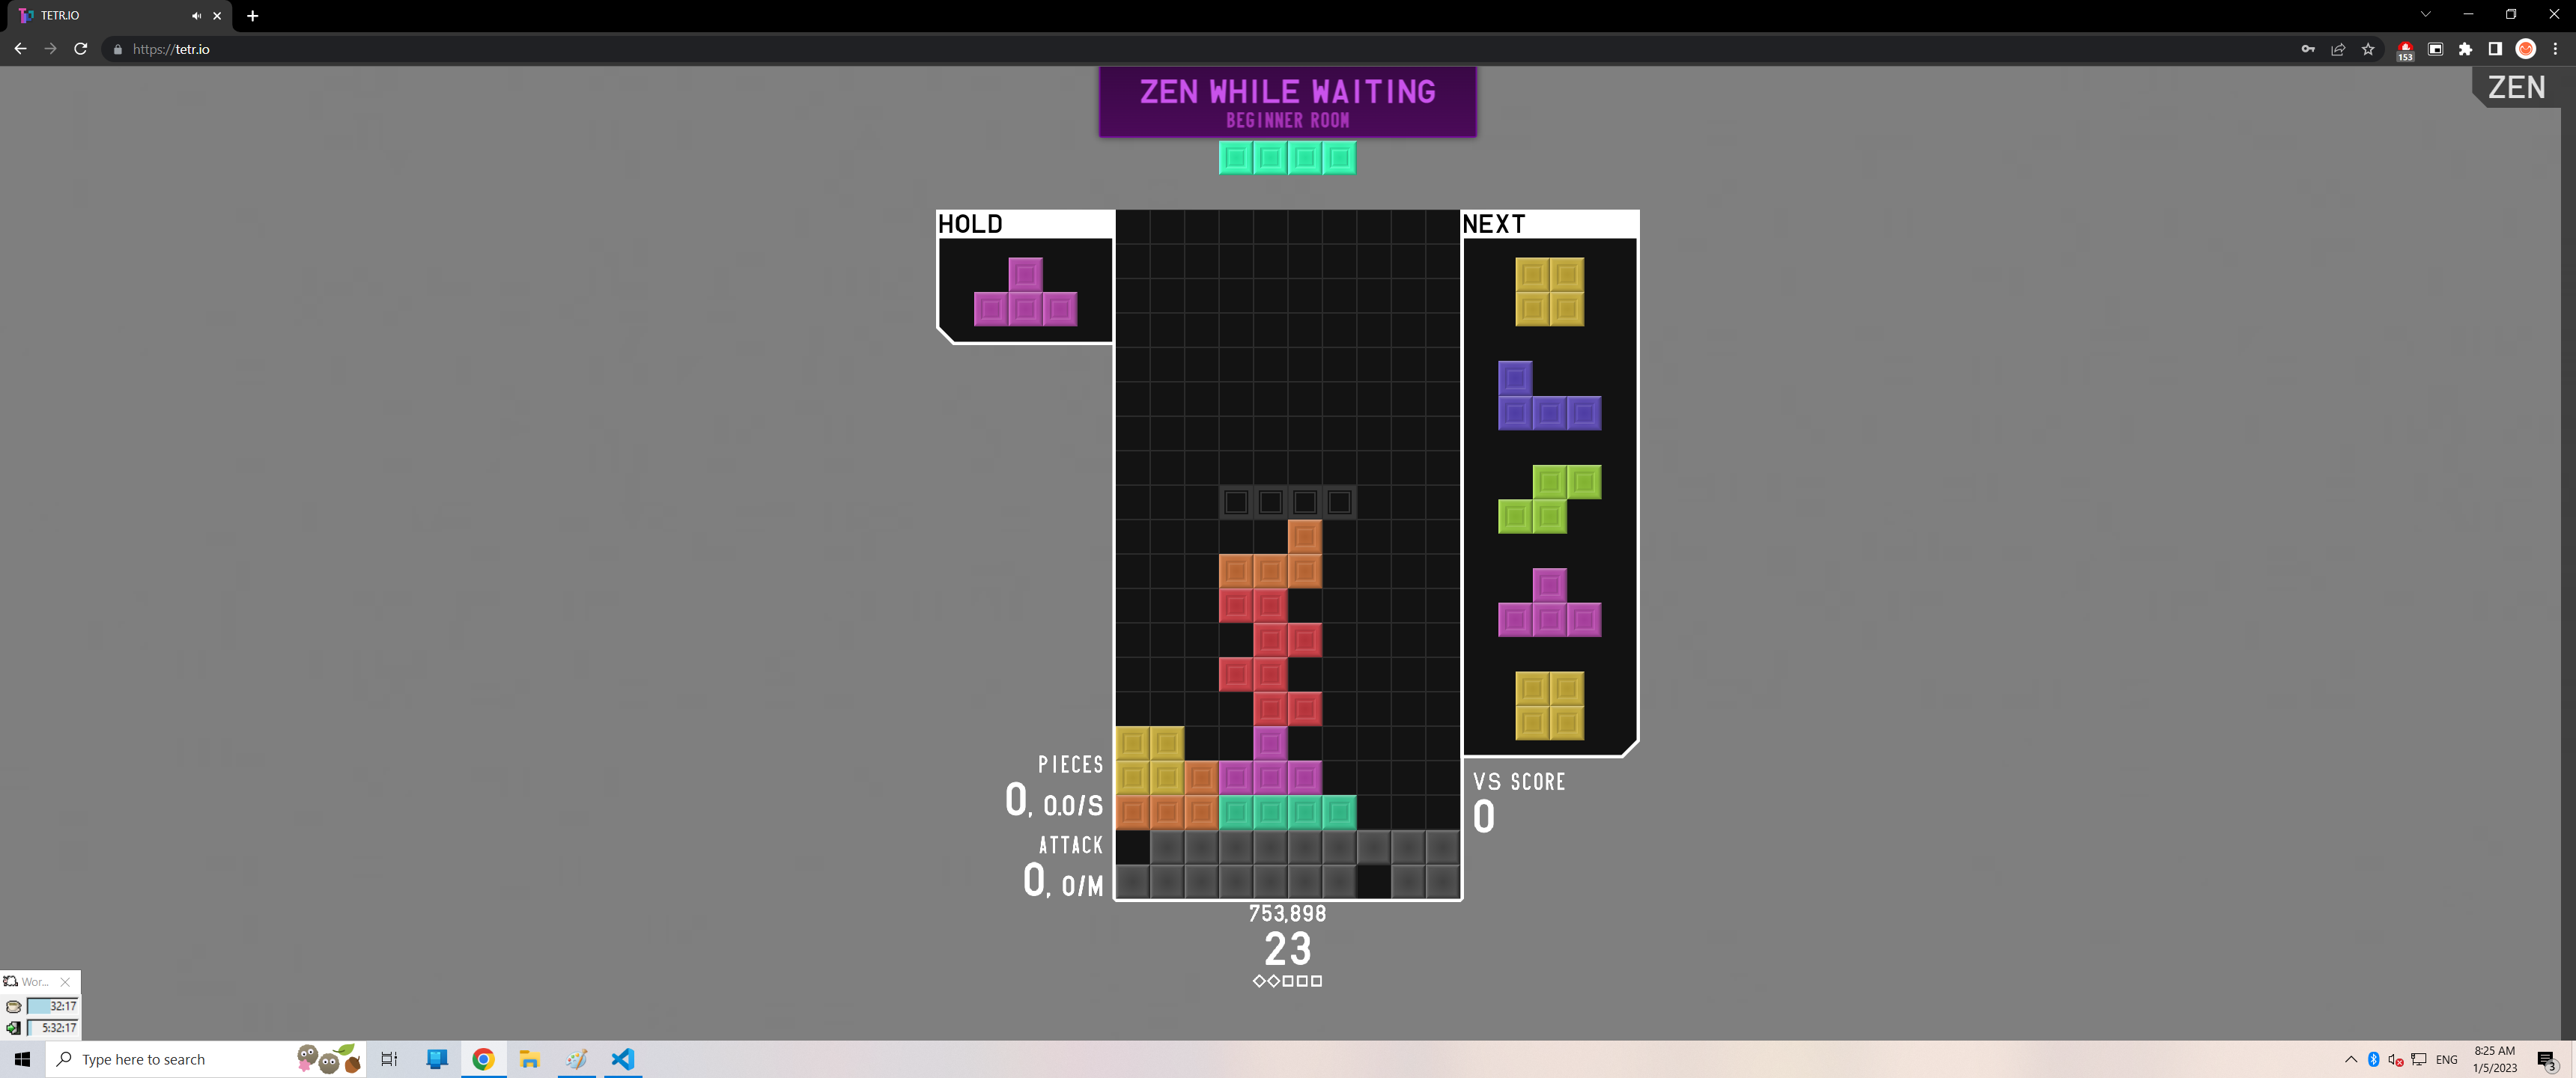 TETR.IO
https://tetr.io
153
ZEN WHILE WAITING
BEGINNER ROOM
ZEN
HOLD
NEXT
PIECES
0, 0.0/S
ATTACK
0, 0/M
VS SCORE
0
753,898
23
Wor...
32:17
5:32:17
Type here to search
ENG
8:25 AM
1/5/2023
3